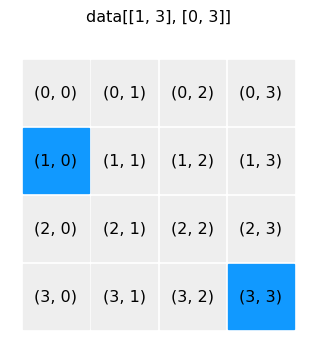 data[[1, 3], [0, 3]]
(0, 0) (0, 1) (0, 2) (0, 3)
(1, 0) (1, 1) (1, 2) (1, 3)
(2, 0) (2, 1) (2, 2) (2, 3)
(3, 0) (3, 1) (3, 2) (3, 3)